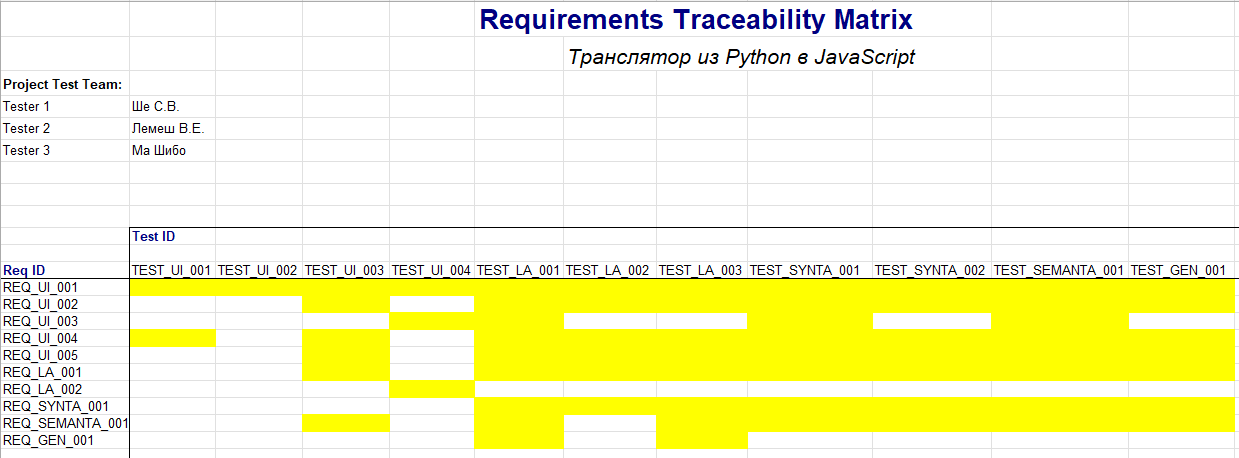 Requirements Traceability Matrix
Транслятор из Python в JavaScript
Project Test Team:
Tester 1 Ше С.В.
Tester 2 Лемеш В.Е.
Tester 3 Ма Шибо
Test ID
Req ID TEST_UI_001 TEST_UI_002 TEST_UI_003 TEST_UI_004 TEST_LA_001 TEST_LA_002 TEST_LA_003 TEST_SYNTA_001 TEST_SYNTA_002 TEST_SEMANTA_001 TEST_GEN_001
REQ_UI_001
REQ_UI_002
REQ_UI_003
REQ_UI_004
REQ_UI_005
REQ_LA_001
REQ_LA_002
REQ_SYNTA_001
REQ_SEMANTA_001
REQ_GEN_001